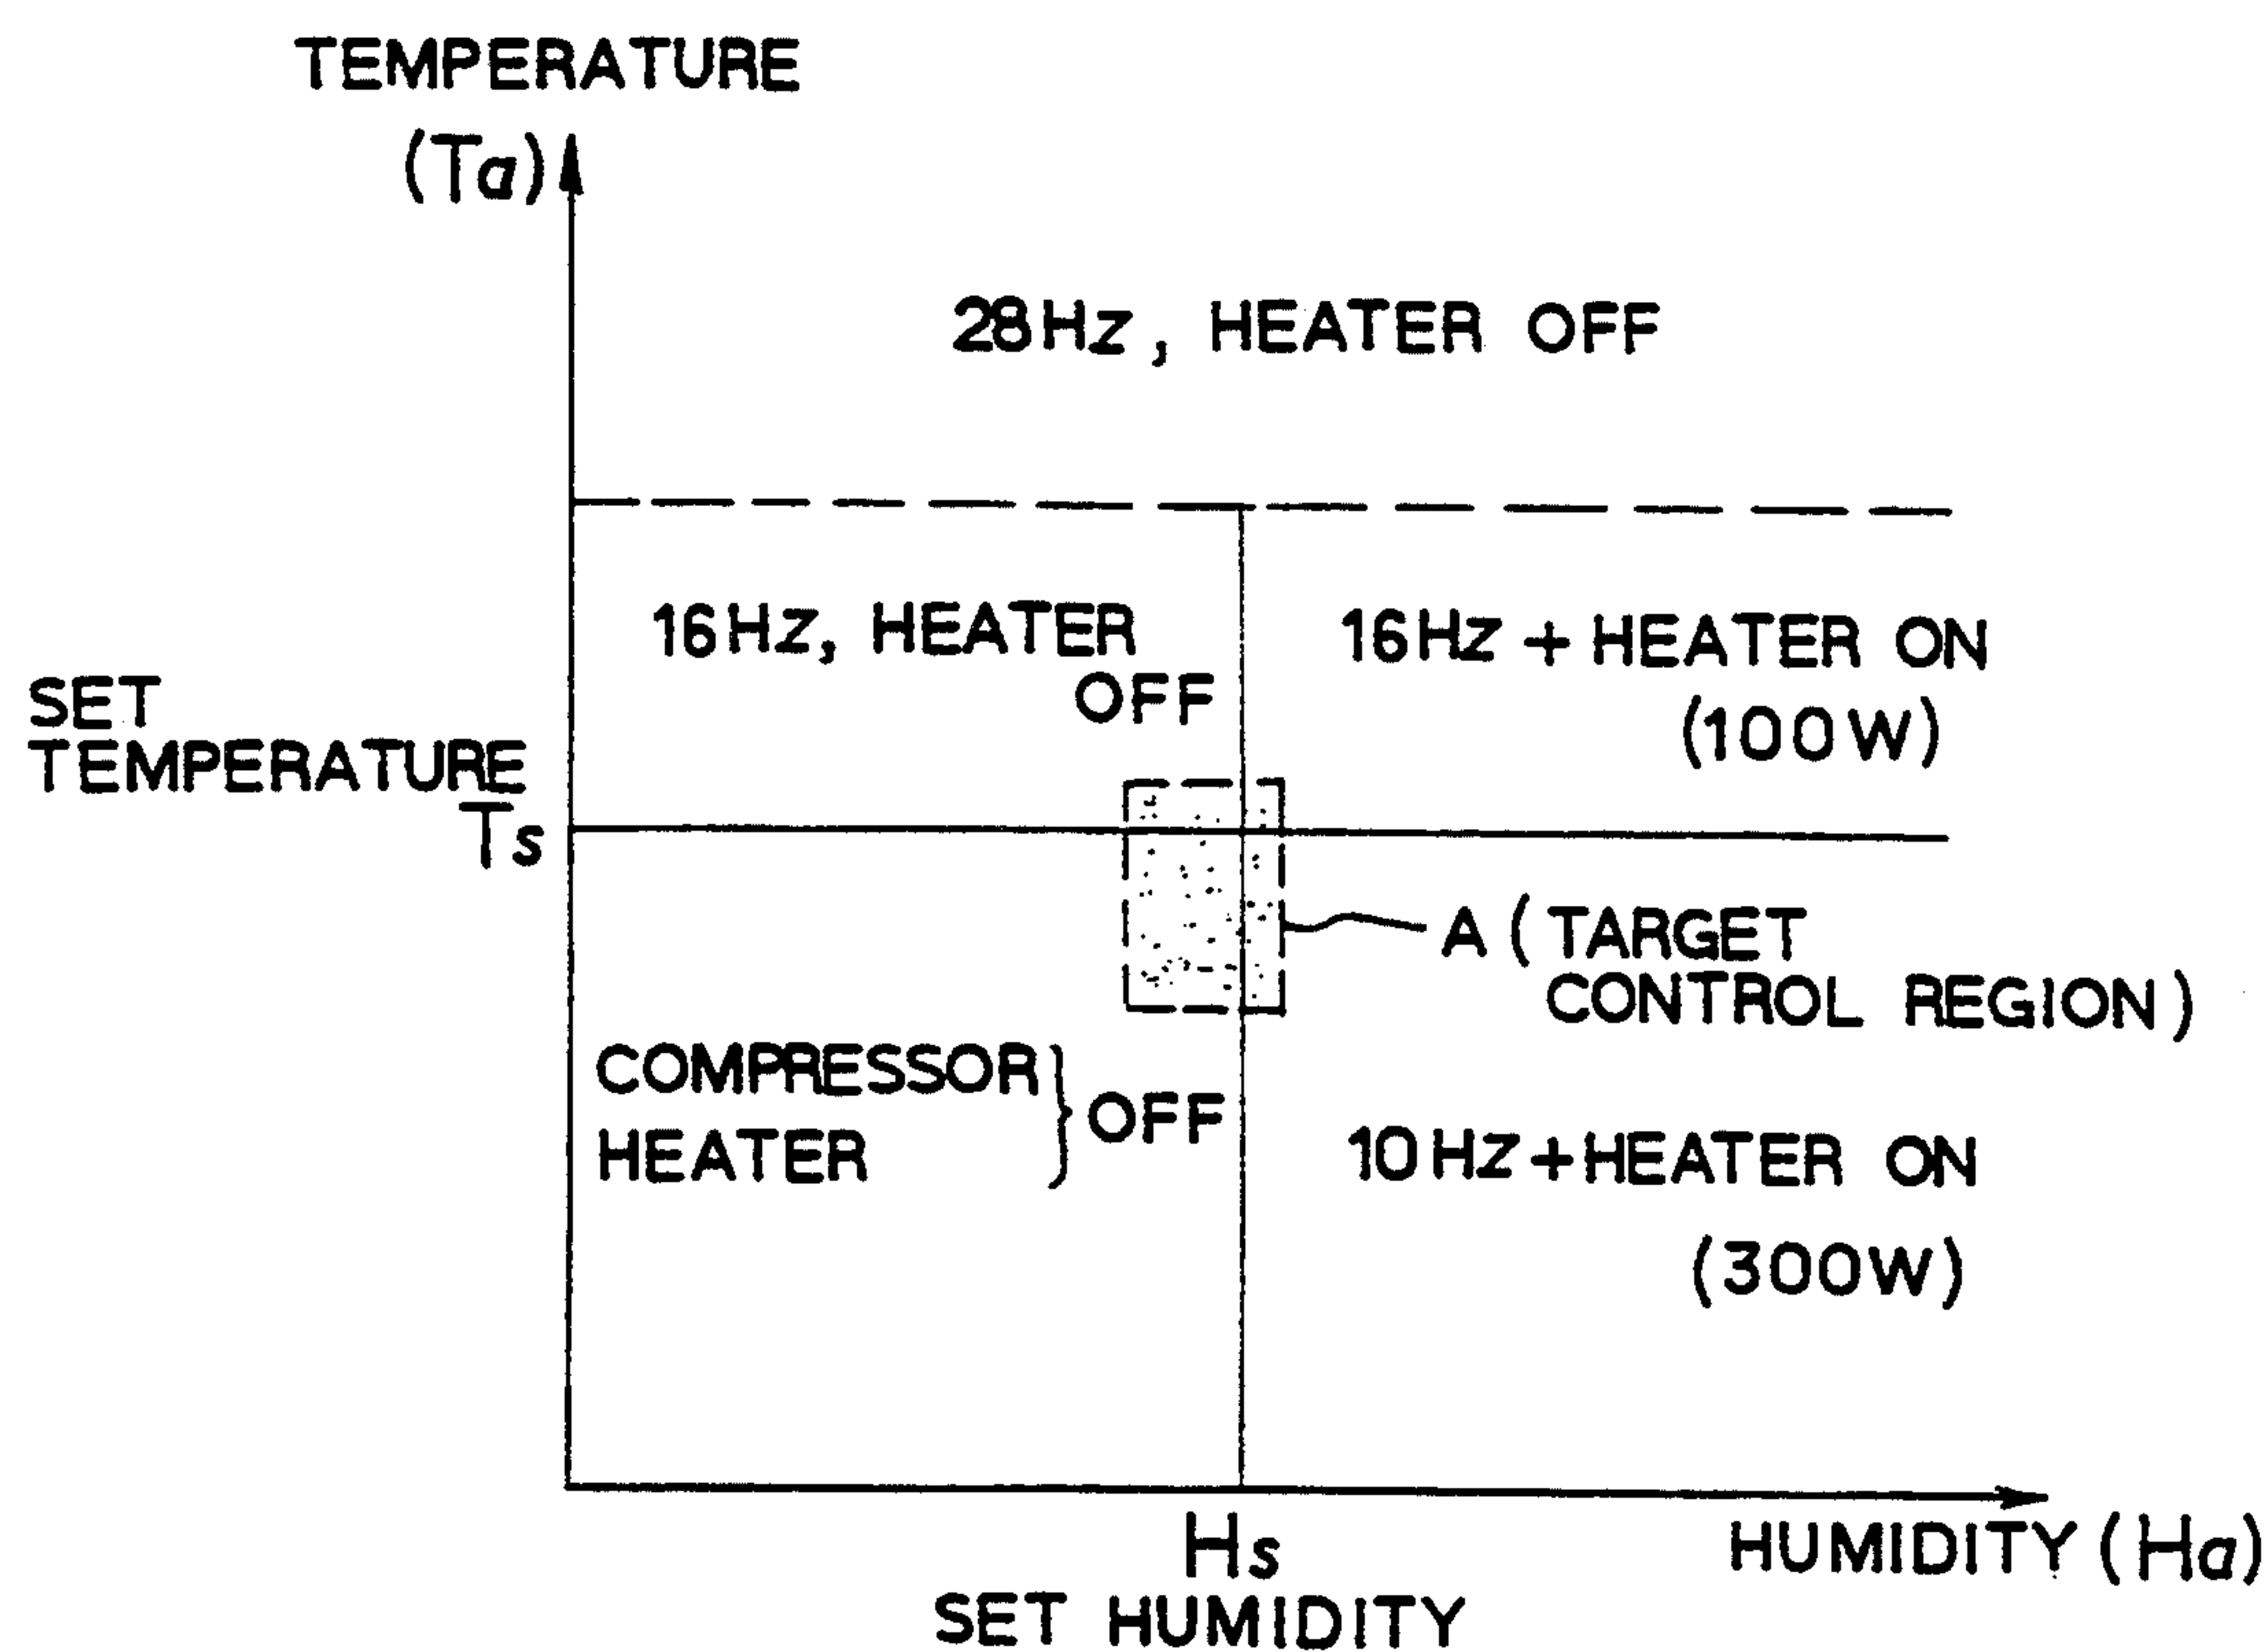 TEMPERATURE
(Ta)
28Hz, HEATER OFF
16Hz, HEATER
OFF
16Hz + HEATER ON
(100W)
SET
TEMPERATURE
Ts
A (TARGET
CONTROL REGION)
COMPRESSOR
HEATER
} OFF
10Hz+HEATER ON
(300W)
Hs
SET HUMIDITY
HUMIDITY (Ha)